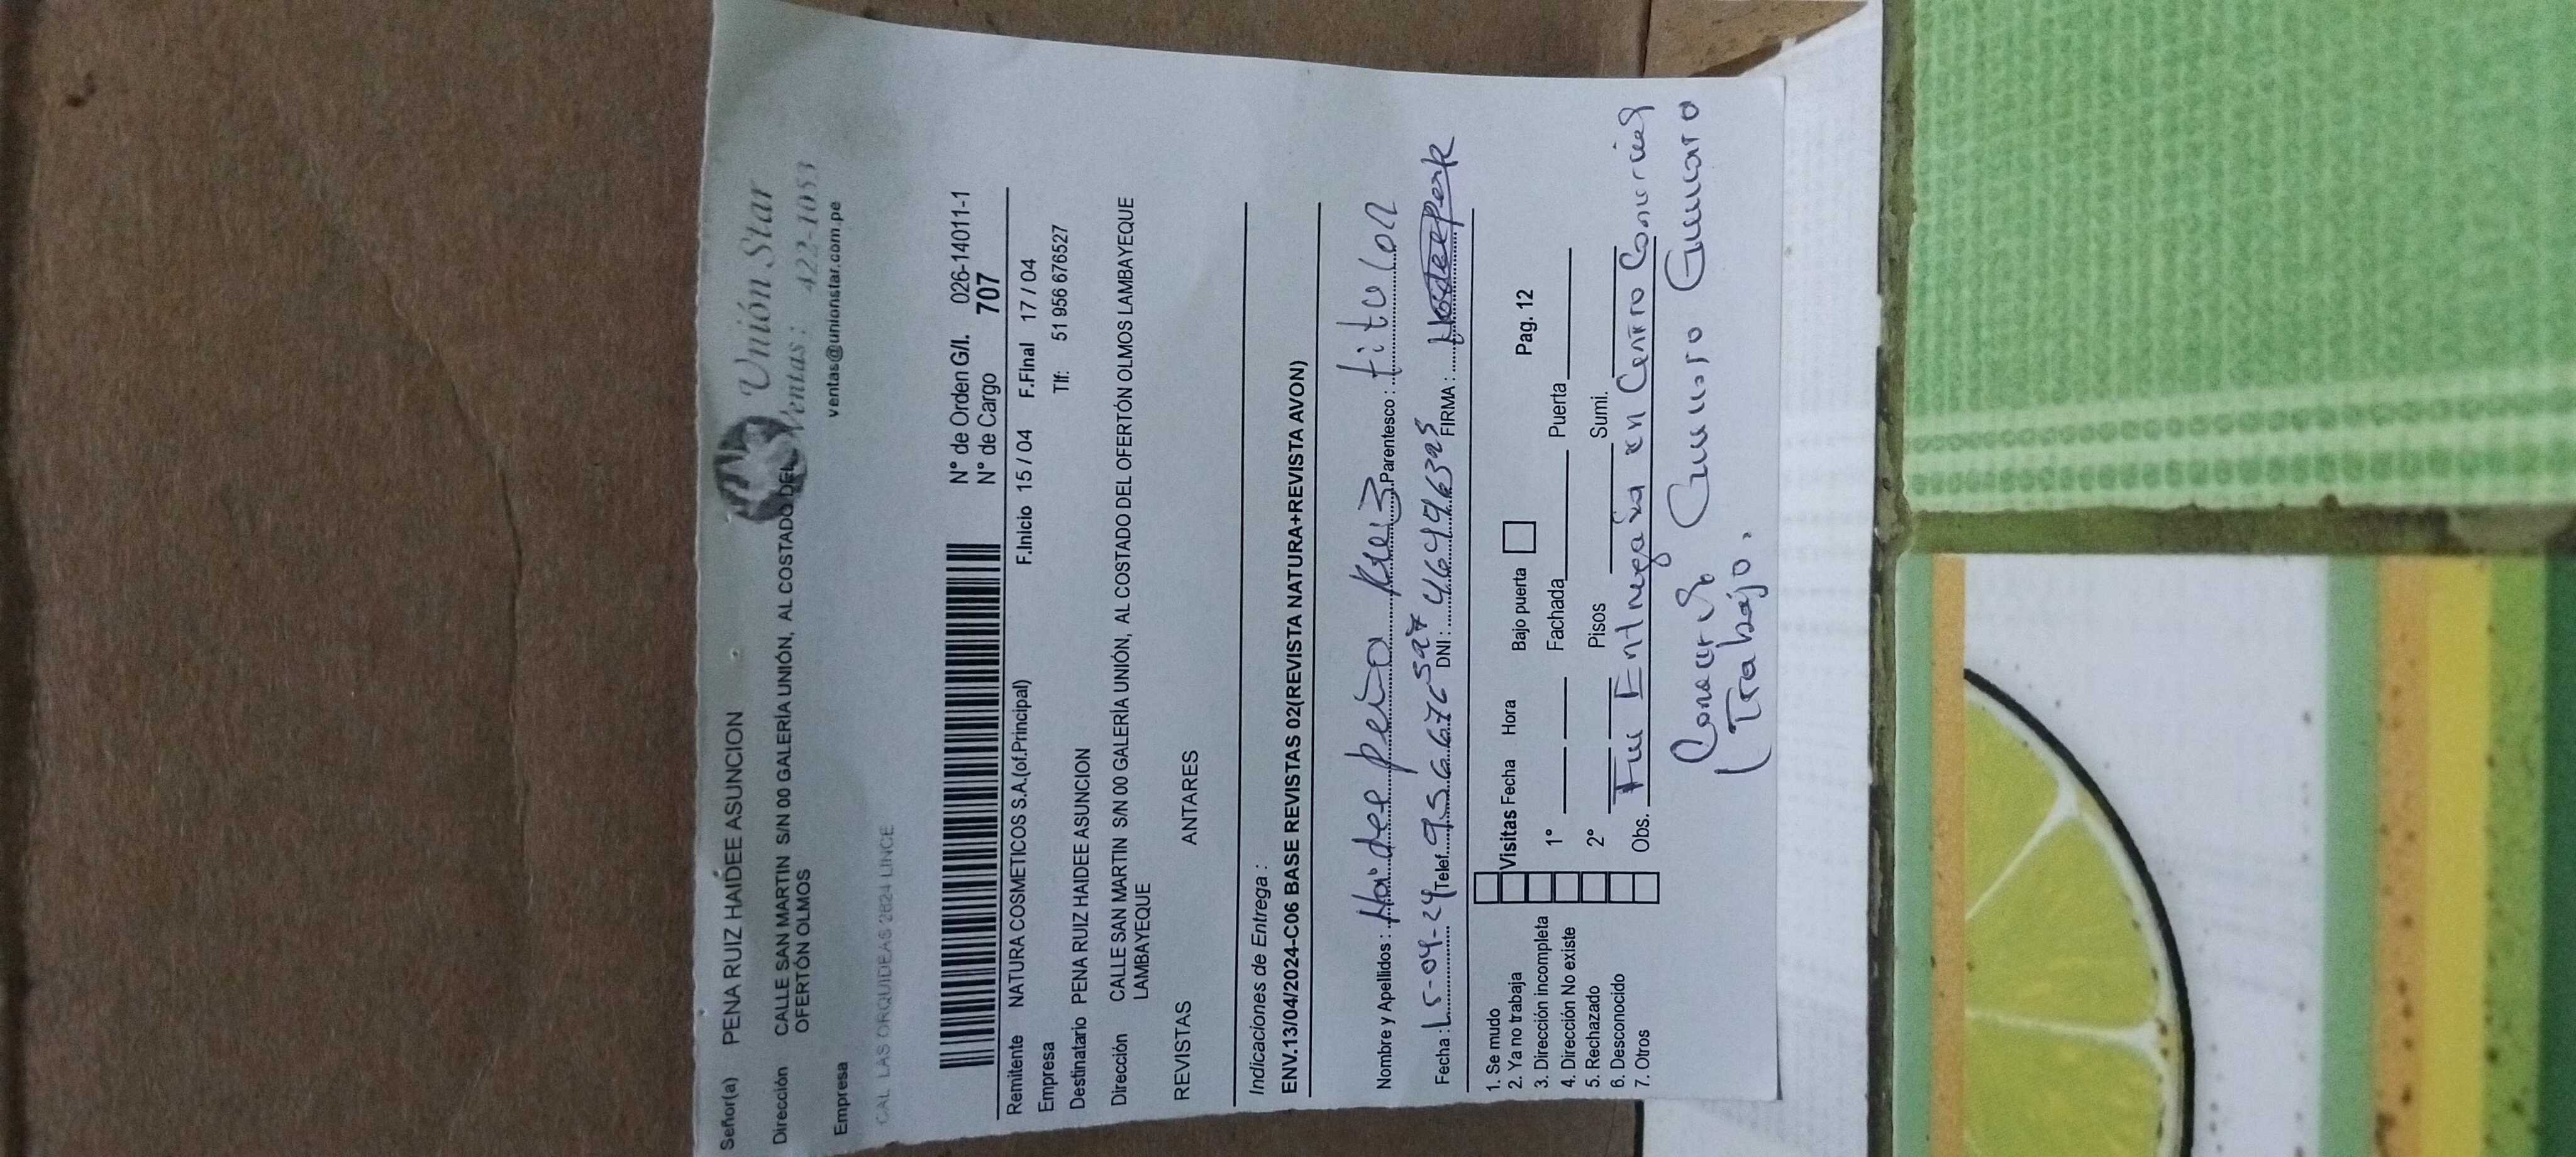 Unión Star
Ventas: 422-1053
ventas@unionstar.com.pe
Señor(a) PENA RUIZ HAIDEE ASUNCION
Dirección CALLE SAN MARTIN S/N 00 GALERÍA UNIÓN, AL COSTADO DEL
OFERTÓN OLMOS
Empresa
CAL LAS ORQUIDEAS 2624 LINCE
N° de Orden G/I. 026-14011-1
N° de Cargo 707
Remitente NATURA COSMETICOS S.A.(of.Principal) F.Inicio 15 / 04 F.FInal 17 / 04
Empresa Tlf: 51 956 676527
Destinatario PENA RUIZ HAIDEE ASUNCION
Dirección CALLE SAN MARTIN S/N 00 GALERÍA UNIÓN, AL COSTADO DEL OFERTÓN OLMOS LAMBAYEQUE
LAMBAYEQUE
REVISTAS ANTARES
Indicaciones de Entrega :
ENV.13/04/2024-C06 BASE REVISTAS 02(REVISTA NATURA+REVISTA AVON)
Nombre y Apellidos : Haidee peña Ruiz Parentesco : titular
Fecha : 15-04-24 Telef. 956676527 DNI : 46496323 FIRMA :
1. Se mudo
2. Ya no trabaja Visitas Fecha Hora Bajo puerta Pag. 12
3. Dirección incompleta 1° Fachada Puerta
4. Dirección No existe
5. Rechazado 2° Pisos Sumi.
6. Desconocido
7. Otros Obs. Fui Entregada en Centro
Trabajo.